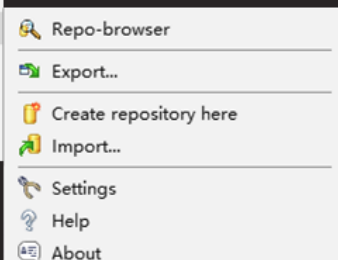 Repo-browser
Export...
Create repository here
Import...
Settings
Help
About